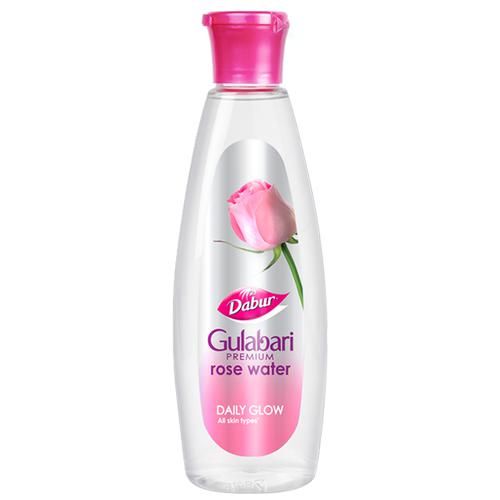 Dabur
Gulabari
PREMIUM
rose water
DAILY GLOW
All skin types*